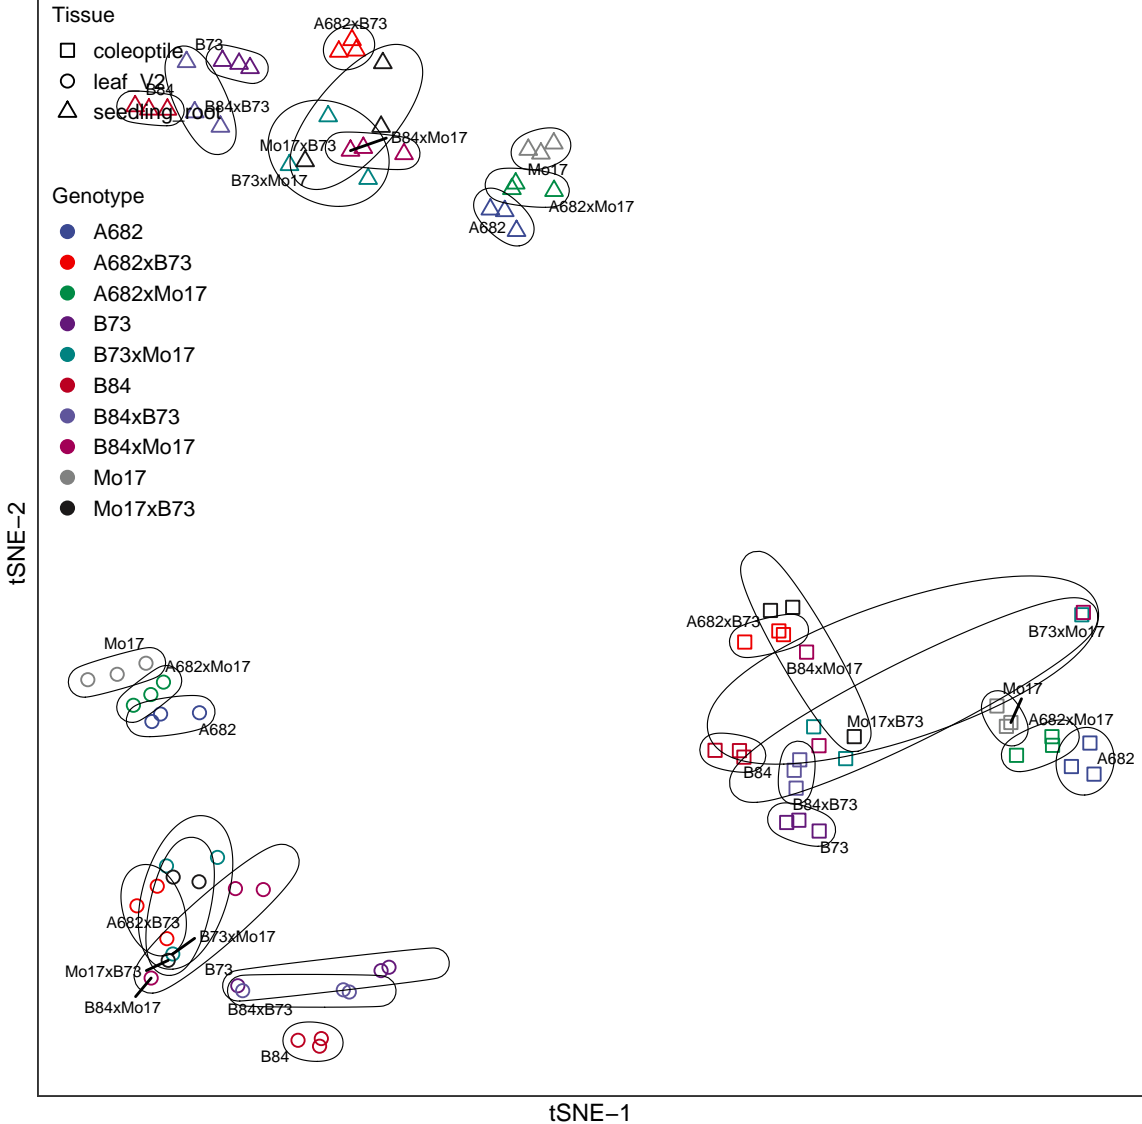 Tissue
coleoptile
leaf_V2
seedling_root
B73
B84
B84xB73
A682xB73
Mo17xB73
B84xMo17
B73xMo17
Mo17
A682xMo17
A682
Genotype
A682
A682xB73
A682xMo17
B73
B73xMo17
B84
B84xB73
B84xMo17
Mo17
Mo17xB73
tSNE−2
A682xB73
B73xMo17
B84xMo17
Mo17
Mo17xB73
A682xMo17
A682
B84
B84xB73
B73
Mo17
A682xMo17
A682
A682xB73
B73xMo17
Mo17xB73
B73
B84xMo17
B84xB73
B84
tSNE−1